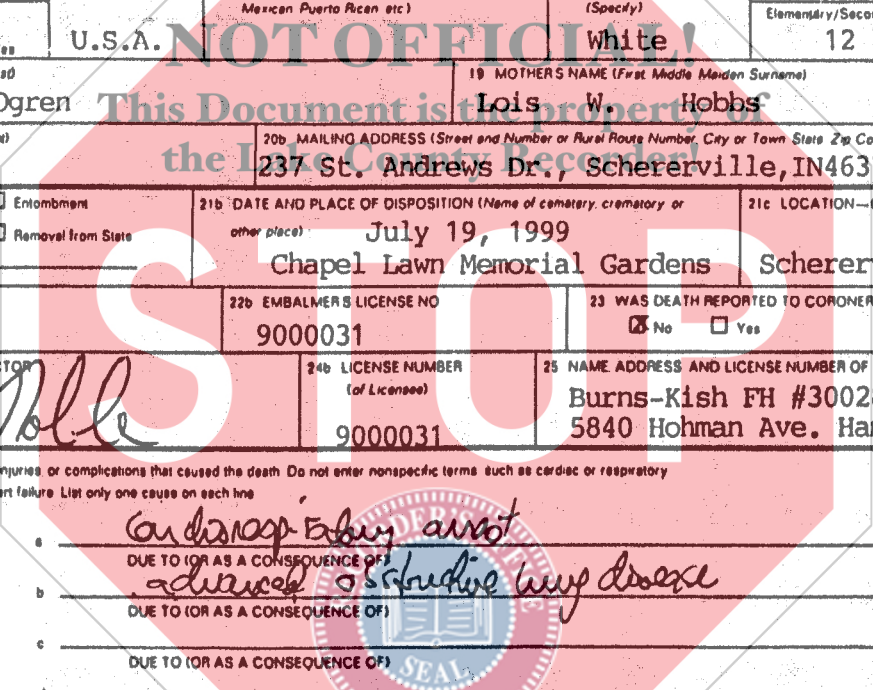 Mexican Puerto Rican etc)
(Specify)
Elementary/Seco
U.S.A.
White
12
NOT OFFICIAL!
19 MOTHER'S NAME (First Middle Maiden Surname)
Ogren
Lois W. Hobbs
This Document is the property of
20b MAILING ADDRESS (Street and Number or Rural Route Number, City or Town State Zip Co
the Lake County Recorder!
237 St. Andrews Dr., Schererville, IN463
Entombment
21b DATE AND PLACE OF DISPOSITION (Name of cemetery, crematory or
21c LOCATION—
Removal from State
other place)
July 19, 1999
Chapel Lawn Memorial Gardens
Scherer
STOP
22b EMBALMERS LICENSE NO
23 WAS DEATH REPORTED TO CORONER
No
Yes
9000031
TOR
24b LICENSE NUMBER
(of Licensee)
25 NAME, ADDRESS AND LICENSE NUMBER OF
Burns-Kish FH #3002
9000031
5840 Hohman Ave. Ha
injuries or complications that caused the death Do not enter nonspecific terms such as cardiac or respiratory
rt failure List only one cause on each line
a Cardiorespiratory arrest
DUE TO (OR AS A CONSEQUENCE OF)
b advanced obstructive lung disease
DUE TO (OR AS A CONSEQUENCE OF)
c
DUE TO (OR AS A CONSEQUENCE OF)
SEAL